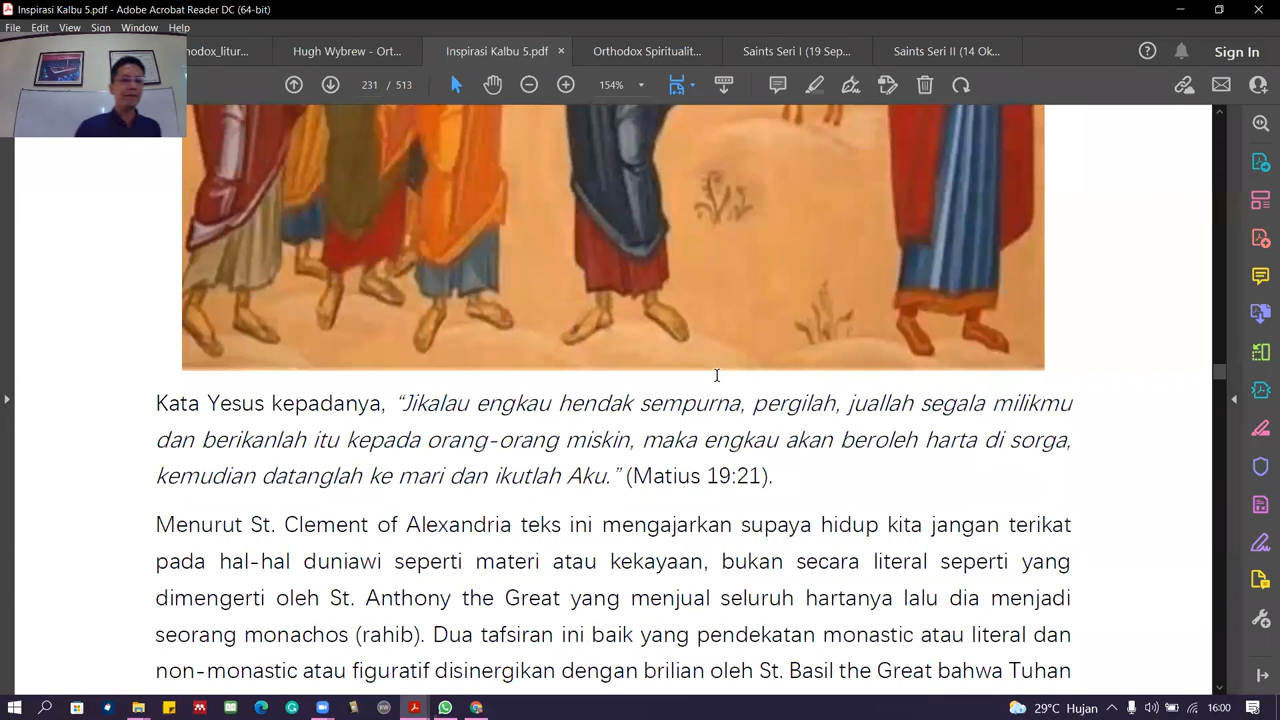 Inspirasi Kalbu 5.pdf - Adobe Acrobat Reader DC (64-bit)
File Edit View Sign Window Help
hodox_litur... Hugh Wybrew - Ort... Inspirasi Kalbu 5.pdf × Orthodox Spiritualit... Saints Seri I (19 Sep... Saints Seri II (14 Ok... Sign In
231 / 513 154%
Kata Yesus kepadanya, “Jikalau engkau hendak sempurna, pergilah, juallah segala milikmu
dan berikanlah itu kepada orang-orang miskin, maka engkau akan beroleh harta di sorga,
kemudian datanglah ke mari dan ikutlah Aku.” (Matius 19:21).
Menurut St. Clement of Alexandria teks ini mengajarkan supaya hidup kita jangan terikat
pada hal-hal duniawi seperti materi atau kekayaan, bukan secara literal seperti yang
dimengerti oleh St. Anthony the Great yang menjual seluruh hartanya lalu dia menjadi
seorang monachos (rahib). Dua tafsiran ini baik yang pendekatan monastic atau literal dan
non-monastic atau figuratif disinergikan dengan brilian oleh St. Basil the Great bahwa Tuhan
29°C Hujan 16:00